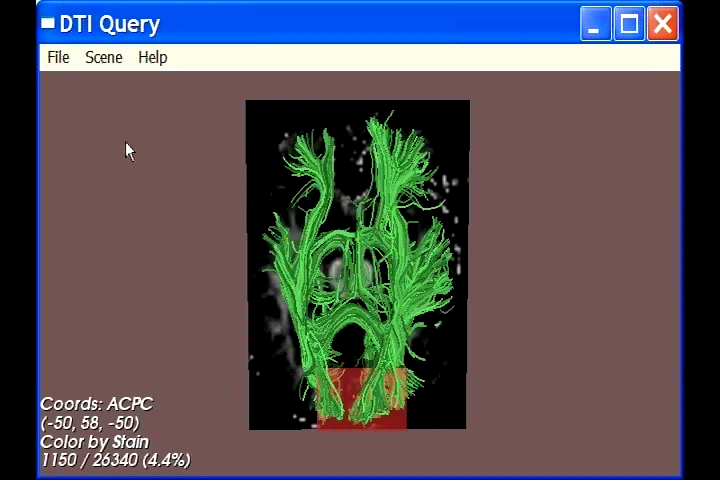 DTI Query
File Scene Help
Coords: ACPC
(-50, 58, -50)
Color by Stain
1150 / 26340 (4.4%)